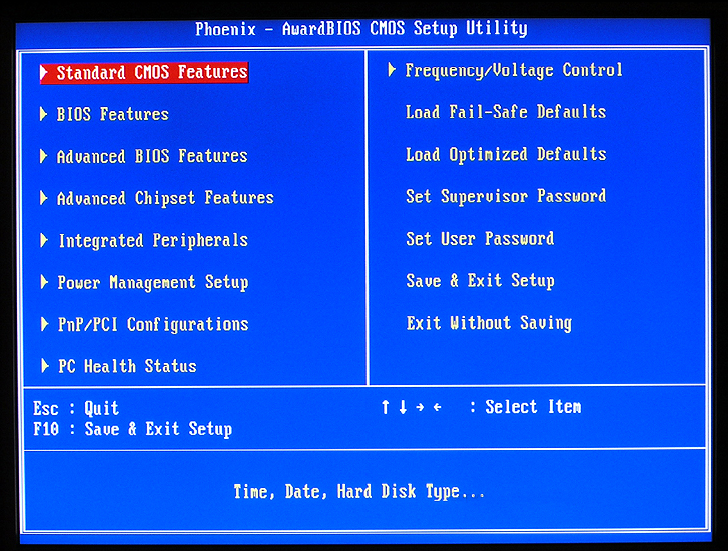 Phoenix - AwardBIOS CMOS Setup Utility
Standard CMOS Features
BIOS Features
Advanced BIOS Features
Advanced Chipset Features
Integrated Peripherals
Power Management Setup
PnP/PCI Configurations
PC Health Status
Frequency/Voltage Control
Load Fail-Safe Defaults
Load Optimized Defaults
Set Supervisor Password
Set User Password
Save & Exit Setup
Exit Without Saving
Esc : Quit
F10 : Save & Exit Setup
↑ ↓ → ← : Select Item
Time, Date, Hard Disk Type...